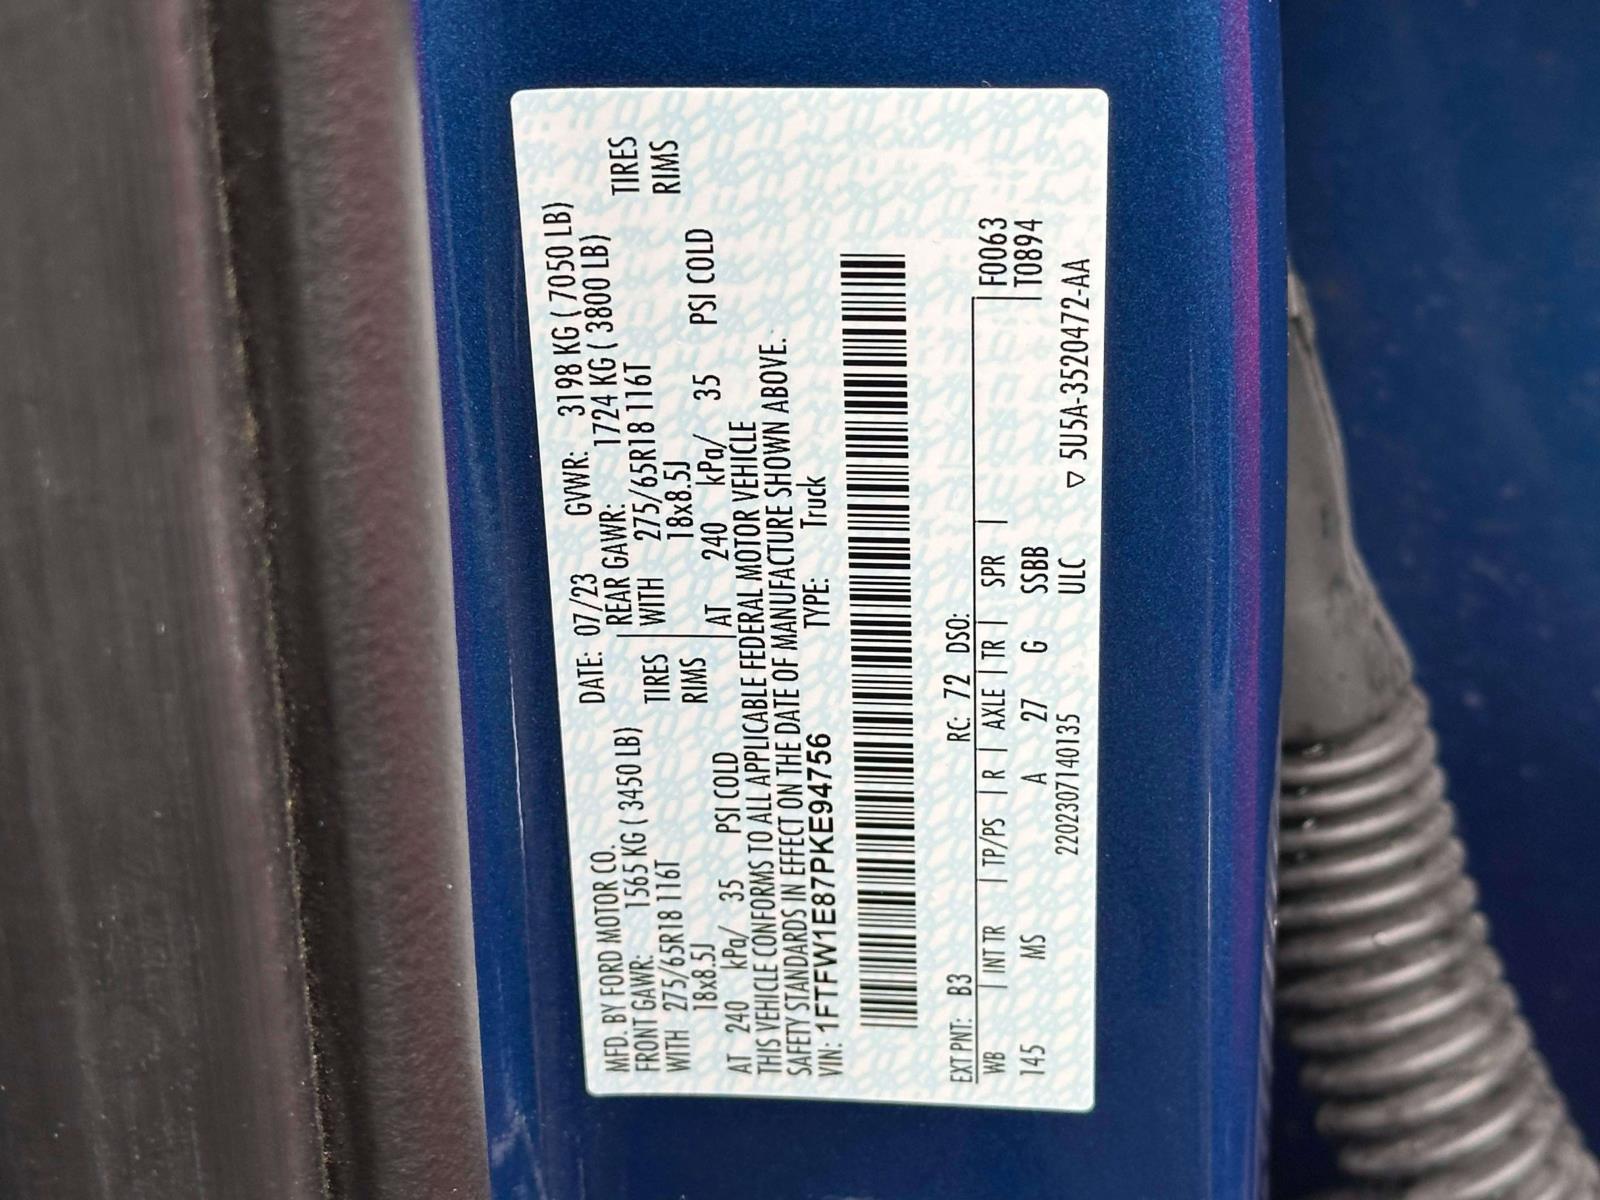 MFD. BY FORD MOTOR CO. DATE: 07/23 GVWR: 3198 KG ( 7050 LB)
FRONT GAWR: 1565 KG ( 3450 LB) REAR GAWR: 1724 KG ( 3800 LB)
WITH 275/65R18 116T TIRES WITH 275/65R18 116T TIRES
18x8.5J RIMS 18x8.5J RIMS
AT 240 kPa/ 35 PSI COLD AT 240 kPa/ 35 PSI COLD
THIS VEHICLE CONFORMS TO ALL APPLICABLE FEDERAL MOTOR VEHICLE
SAFETY STANDARDS IN EFFECT ON THE DATE OF MANUFACTURE SHOWN ABOVE.
VIN: 1FTFW1E87PKE94756 TYPE: Truck
EXT PNT: B3 RC: 72 DSO: F0063
WB INT TR TP/PS R AXLE TR SPR T0894
145 MS A 27 G SSBB
2202307140135 ULC ▽ 5U5A-3520472-AA